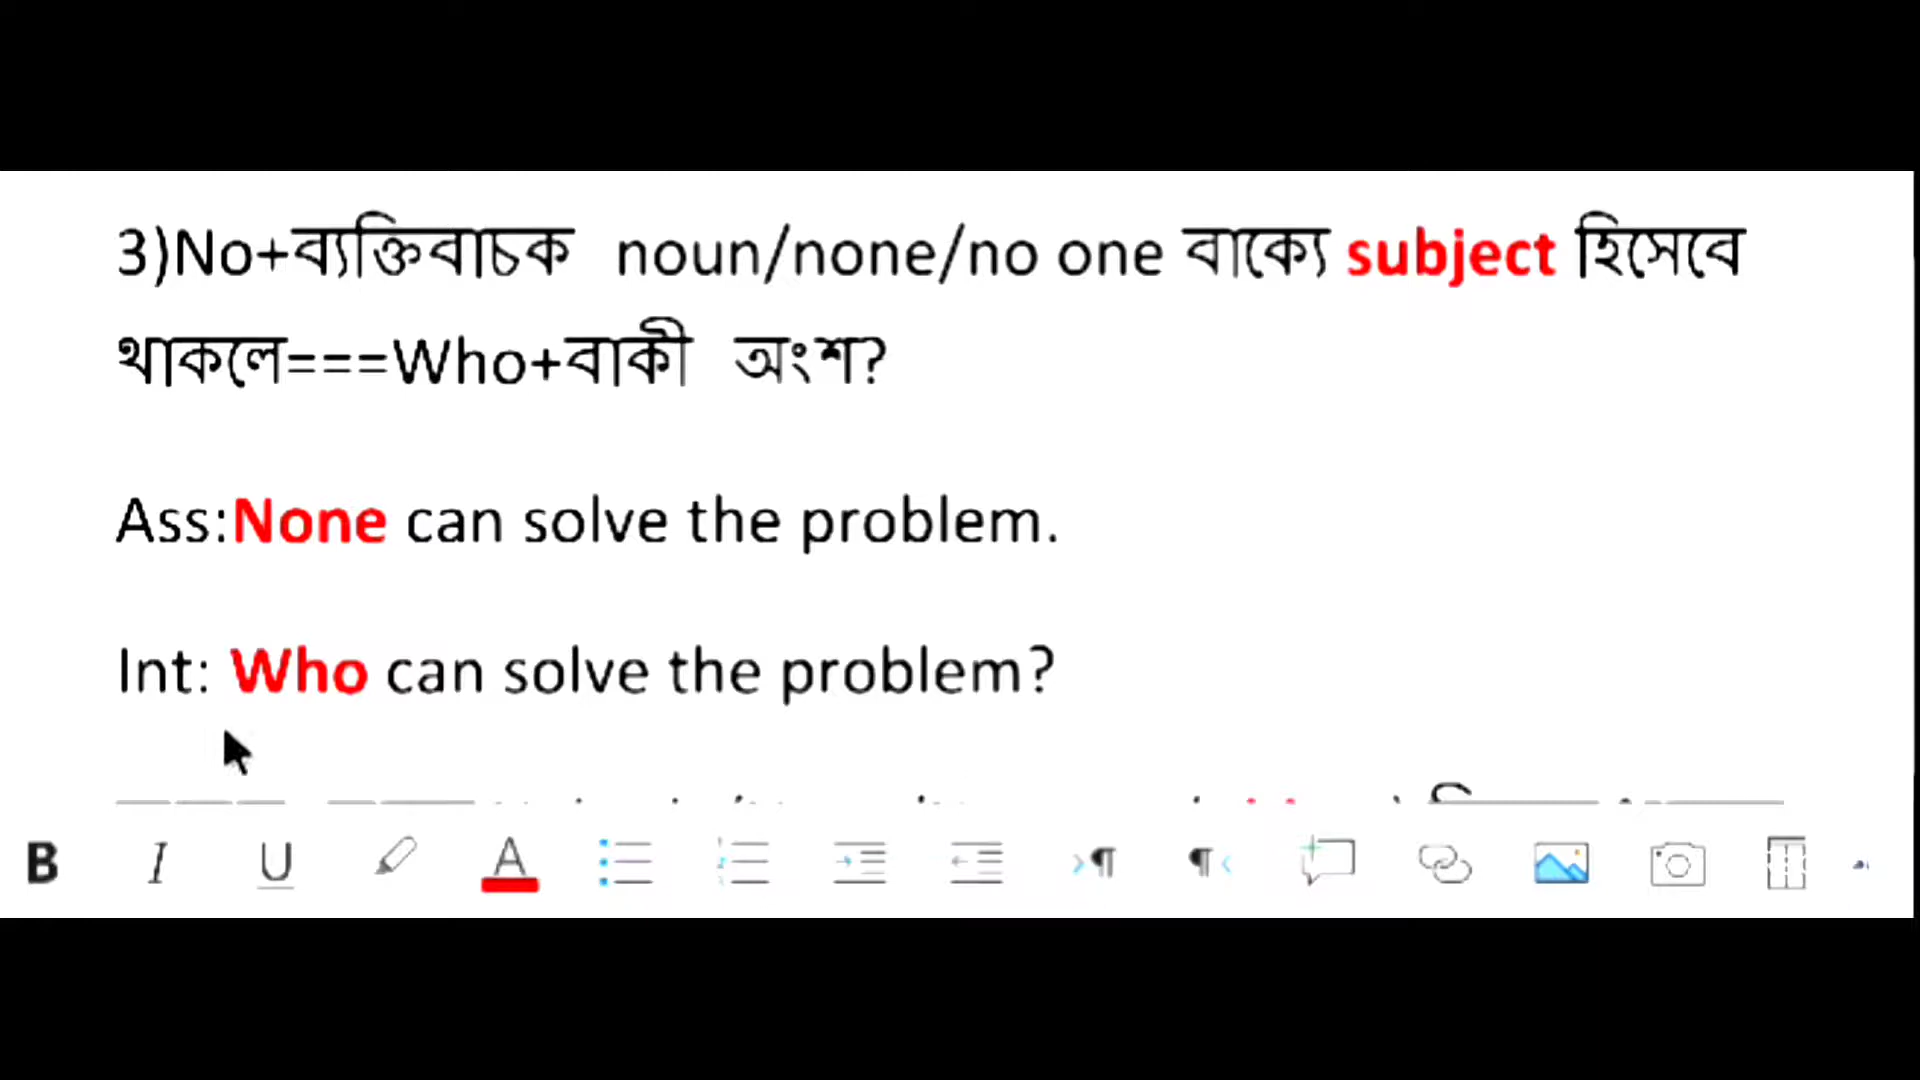 3)No+ব্যক্তিবাচক noun/none/no one বাক্যে subject হিসেবে
থাকলে===Who+বাকী অংশ?
Ass:None can solve the problem.
Int: Who can solve the problem?
B I U A